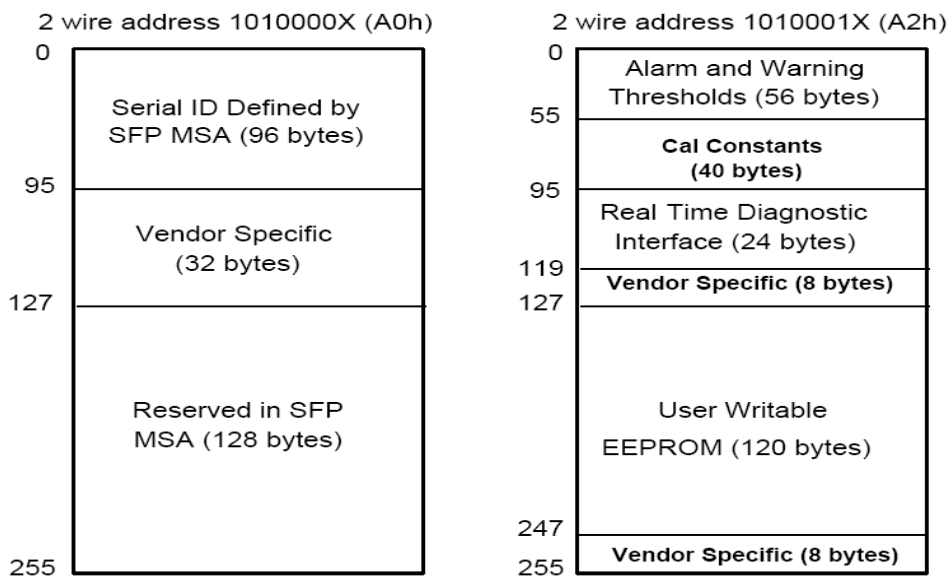 2 wire address 1010000X (A0h)
0
Serial ID Defined by
SFP MSA (96 bytes)
95
Vendor Specific
(32 bytes)
127
Reserved in SFP
MSA (128 bytes)
255
2 wire address 1010001X (A2h)
0
Alarm and Warning
Thresholds (56 bytes)
55
Cal Constants
(40 bytes)
95
Real Time Diagnostic
Interface (24 bytes)
119
Vendor Specific (8 bytes)
127
User Writable
EEPROM (120 bytes)
247
Vendor Specific (8 bytes)
255